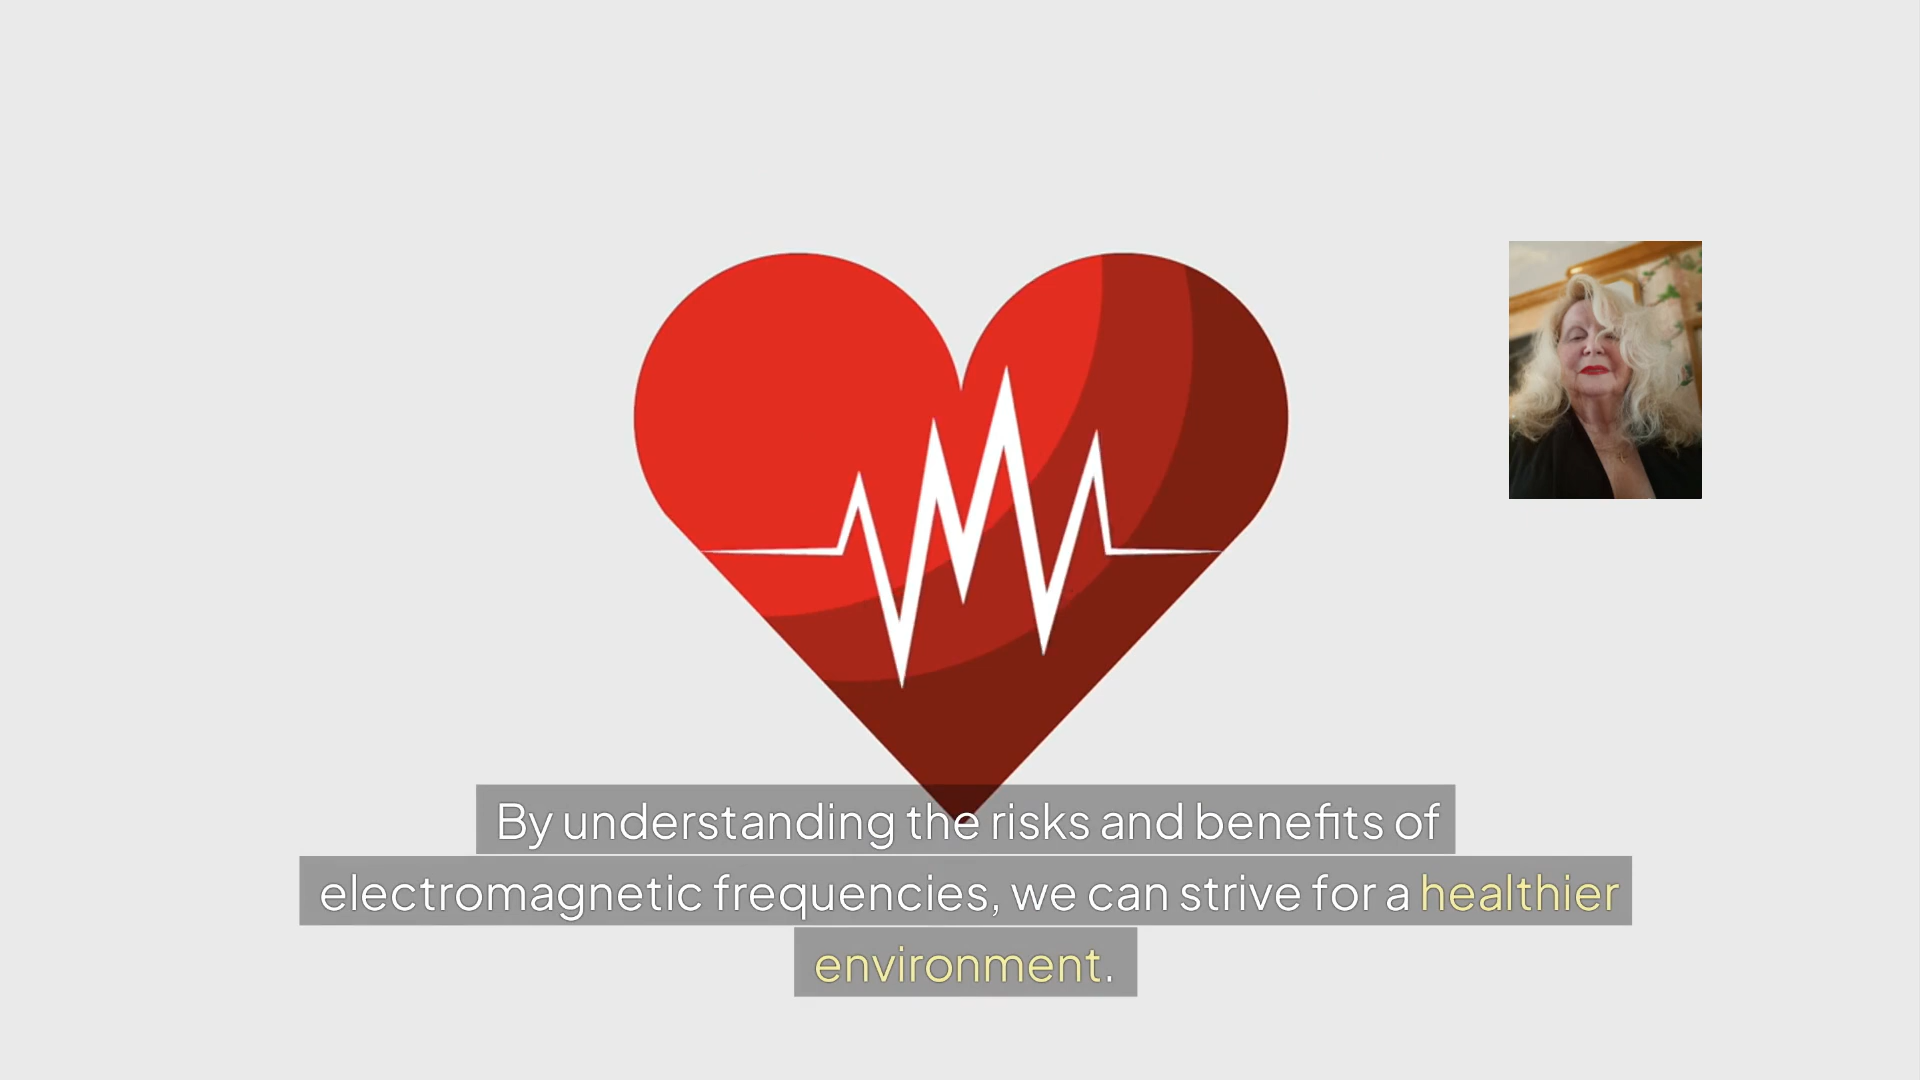 By understanding the risks and benefits of
electromagnetic frequencies, we can strive for a healthier
environment.